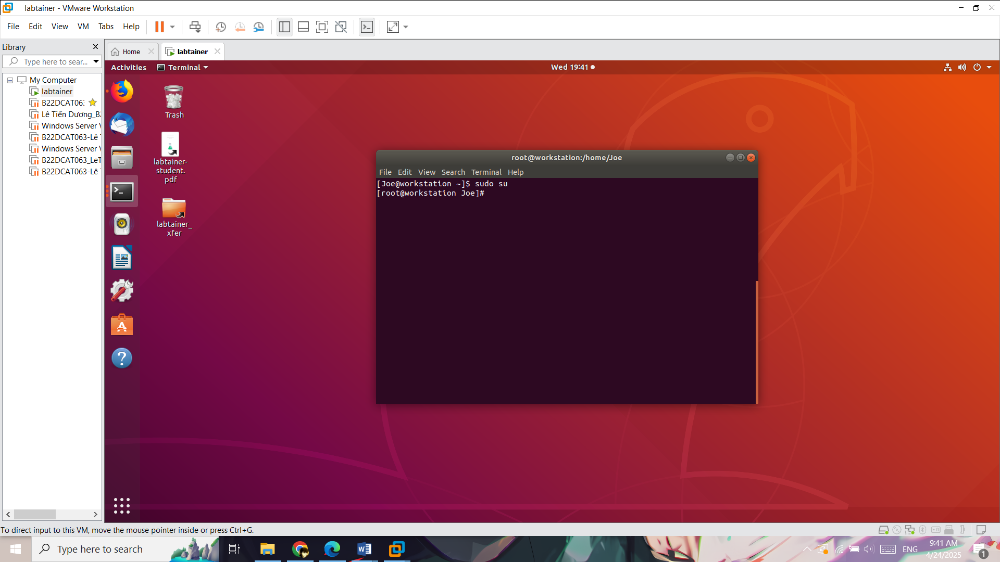 labtainer - VMware Workstation
File Edit View VM Tabs Help
Library
Type here to sear...
Home
labtainer
My Computer
labtainer
B22DCAT063
Lê Tiến Dương_B2
Windows Server V
B22DCAT063-Lê T
Windows Server V
B22DCAT063_LeT
B22DCAT063-Lê T
Activities
Terminal
Wed 19:41
Trash
labtainer-
student.
pdf
labtainer_
xfer
root@workstation:/home/Joe
File Edit View Search Terminal Help
[Joe@workstation ~]$ sudo su
[root@workstation Joe]#
To direct input to this VM, move the mouse pointer inside or press Ctrl+G.
Type here to search
ENG
9:41 AM
4/24/2025
1